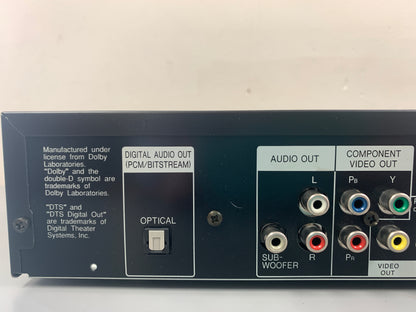 Manufactured under
license from Dolby
Laboratories.
"Dolby" and the
double-D symbol are
trademarks of
Dolby Laboratories.
"DTS" and
"DTS Digital Out"
are trademarks of
Digital Theater
Systems, Inc.
DIGITAL AUDIO OUT
(PCM/BITSTREAM)
OPTICAL
AUDIO OUT
L
SUB-
WOOFER
R
COMPONENT
VIDEO OUT
PB
Y
PR
VIDEO
OUT